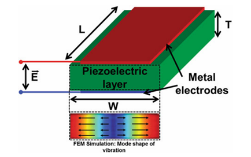 L
T
E
Piezoelectric
layer
Metal
electrodes
W
FEM Simulation: Mode shape of
vibration